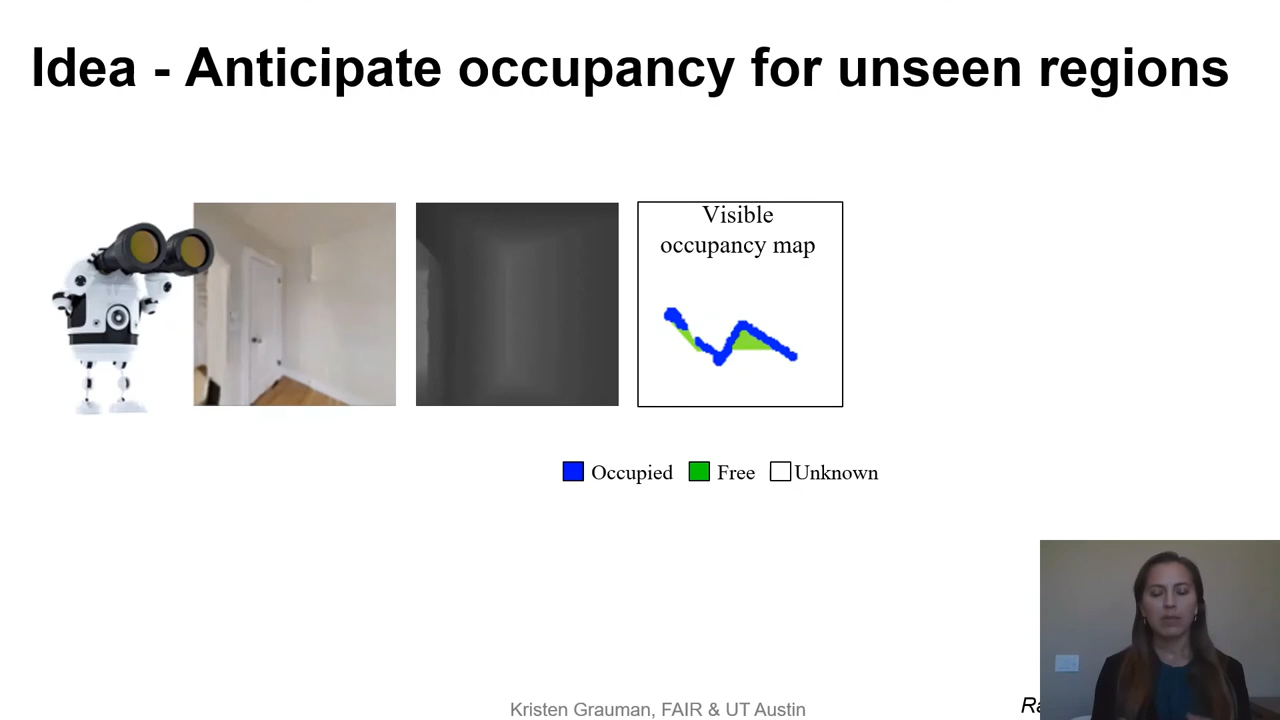 Idea - Anticipate occupancy for unseen regions
Visible
occupancy map
Occupied Free Unknown
Kristen Grauman, FAIR & UT Austin